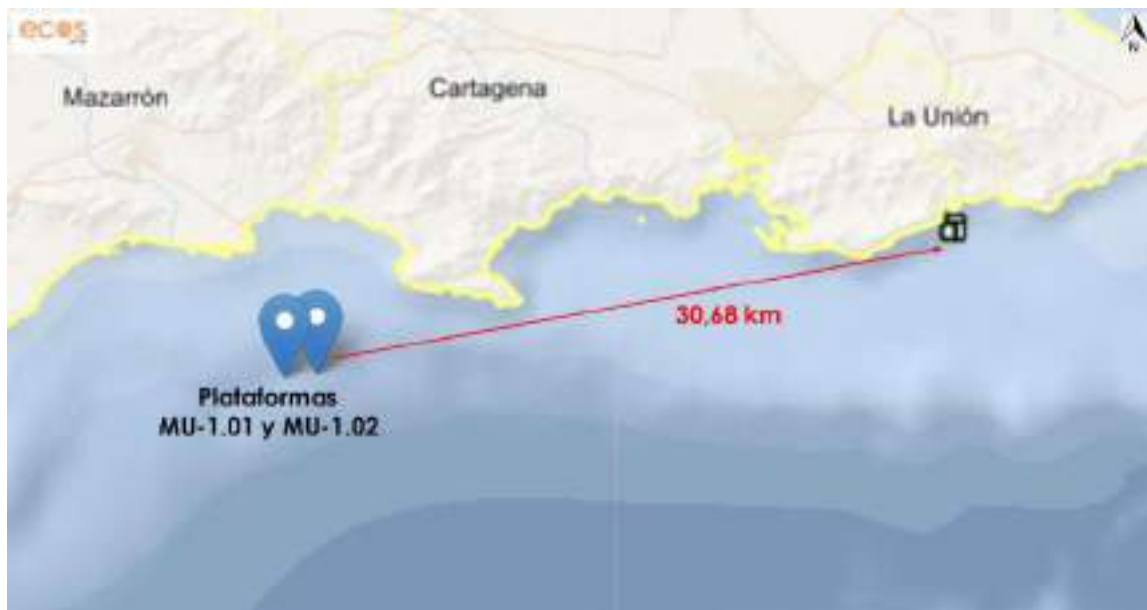 ecos
N
Mazarrón
Cartagena
La Unión
30,68 km
Plataformas
MU-1.01 y MU-1.02